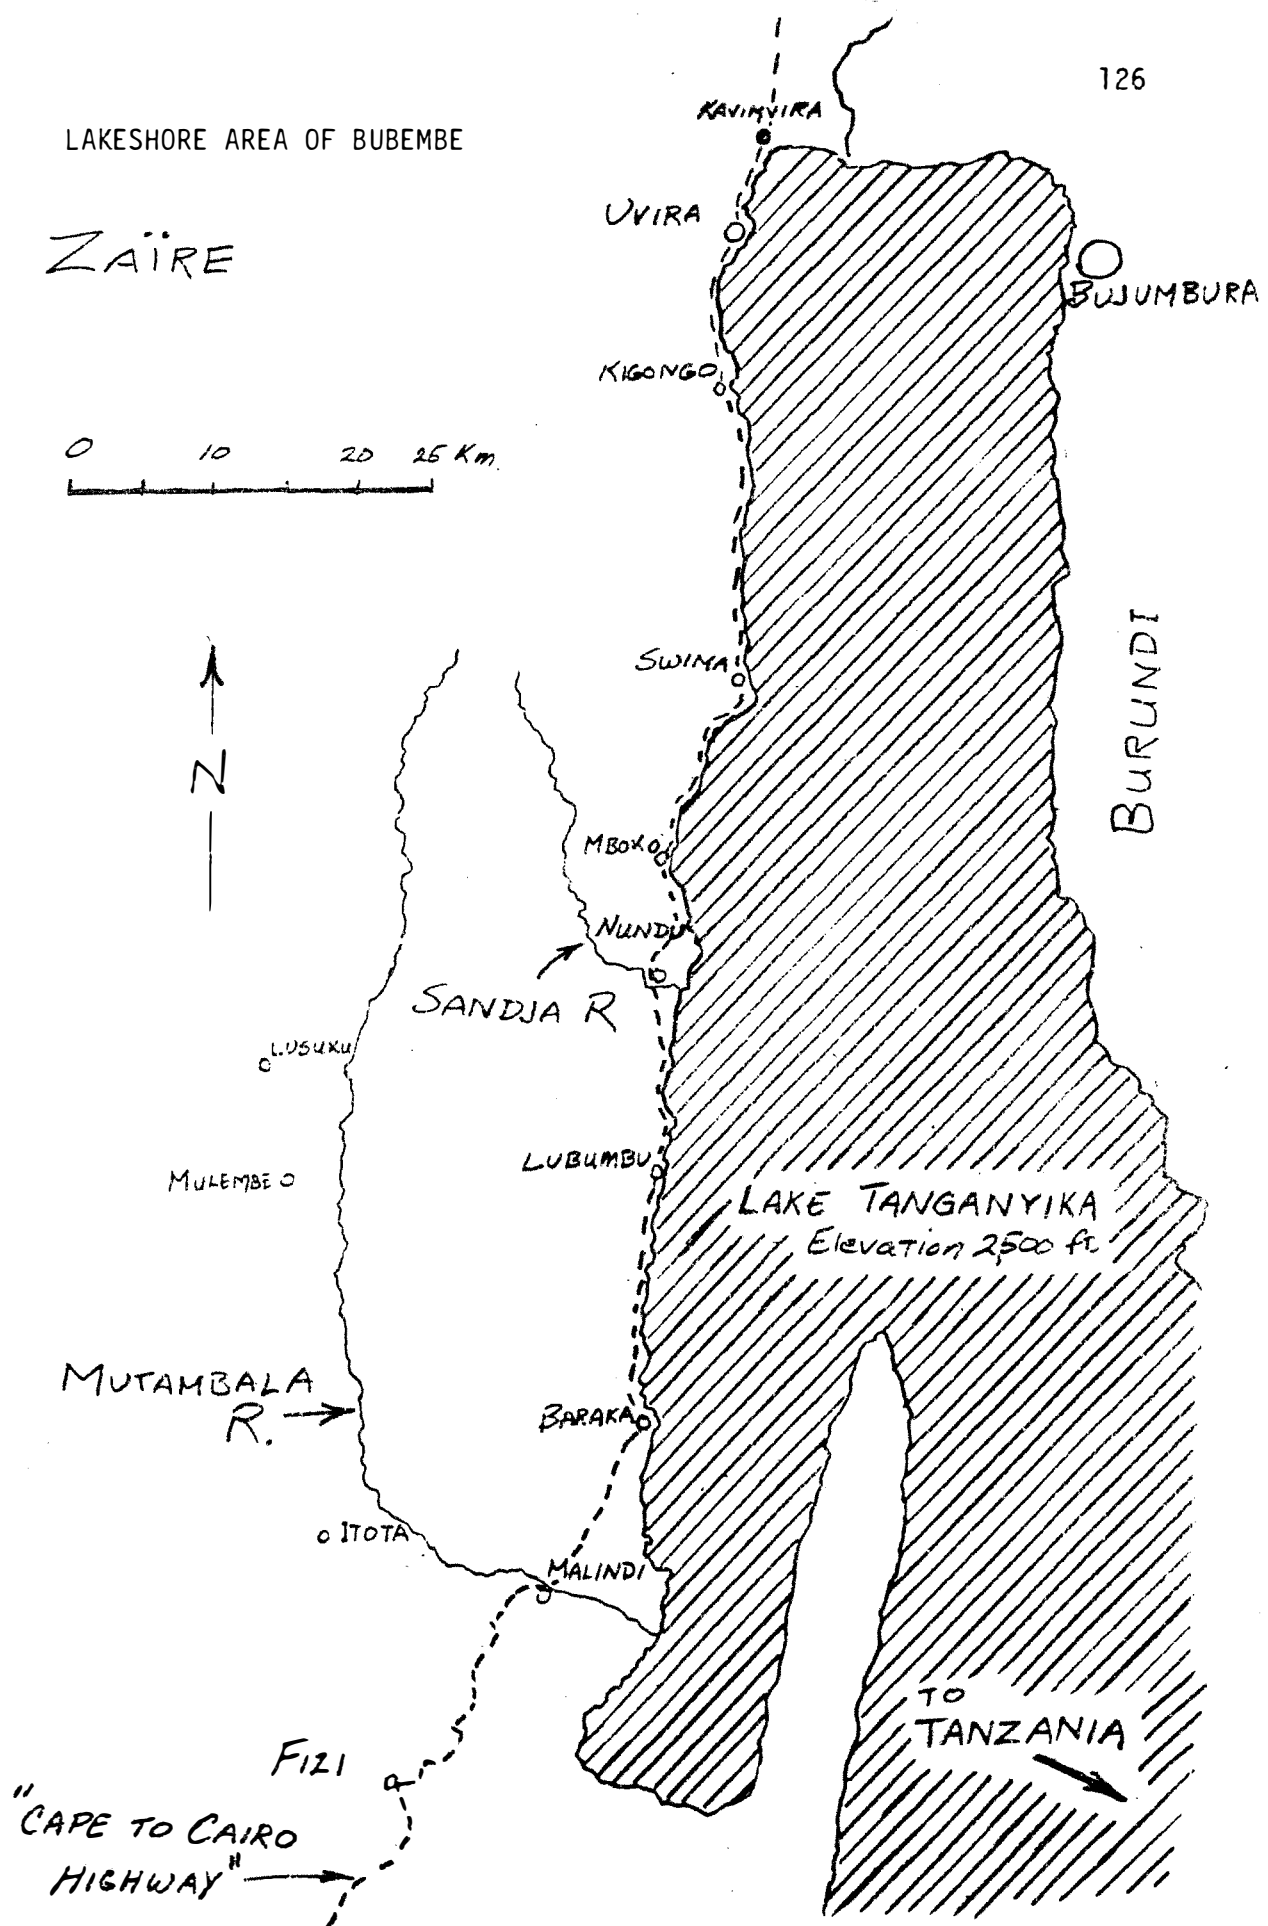 126
LAKESHORE AREA OF BUBEMBE
KAVIMVIRA
UVIRA
ZAÏRE
BUJUMBURA
KIGONGO
0 10 20 25 Km.
SWIMA
BURUNDI
N
MBOKO
NUNDU
SANDJA R
LUSUKU
LUBUMBU
MULEMBE
LAKE TANGANYIKA
Elevation 2,500 ft.
MUTAMBALA
R.
BARAKA
ITOTA
MALINDI
TO
TANZANIA
FIZI
"CAPE TO CAIRO
HIGHWAY"